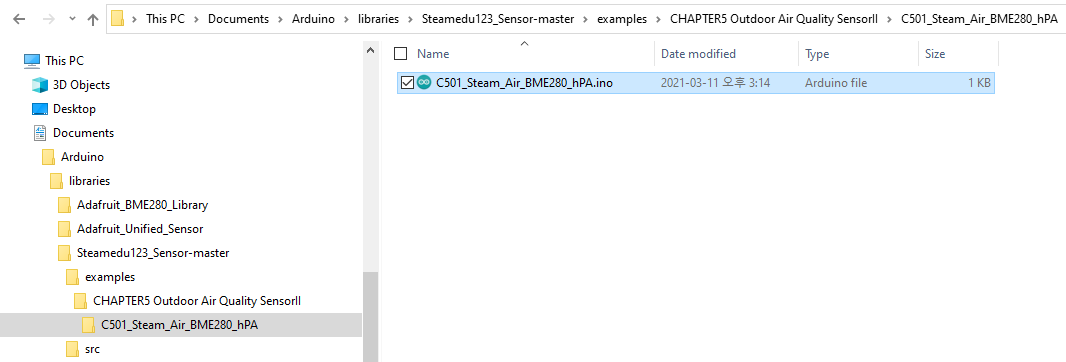 This PC > Documents > Arduino > libraries > Steamedu123_Sensor-master > examples > CHAPTER5 Outdoor Air Quality SensorII > C501_Steam_Air_BME280_hPA
Name Date modified Type Size
C501_Steam_Air_BME280_hPA.ino 2021-03-11 오후 3:14 Arduino file 1 KB
This PC
3D Objects
Desktop
Documents
Arduino
libraries
Adafruit_BME280_Library
Adafruit_Unified_Sensor
Steamedu123_Sensor-master
examples
CHAPTER5 Outdoor Air Quality SensorII
C501_Steam_Air_BME280_hPA
src